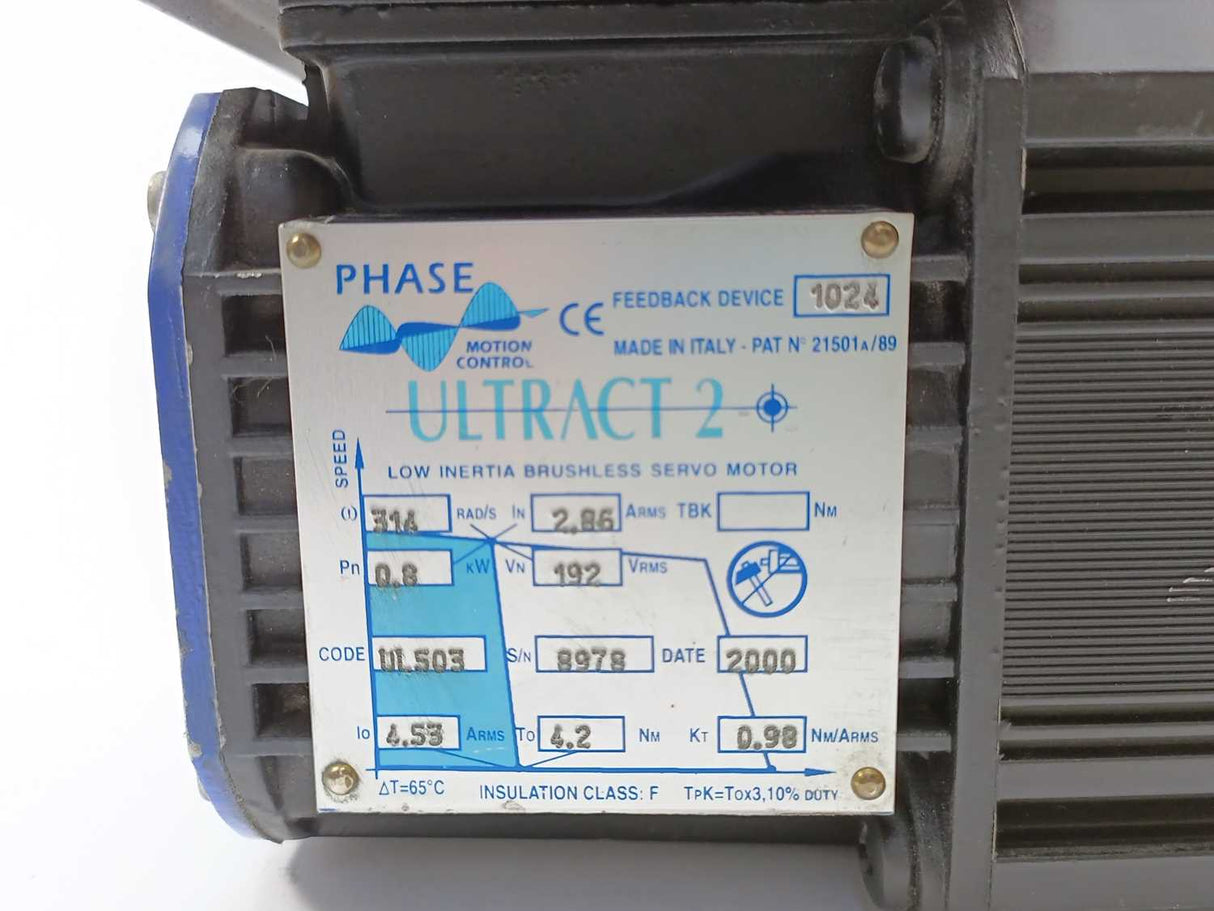 PHASE
MOTION
CONTROL
CE FEEDBACK DEVICE 1024
MADE IN ITALY - PAT N° 21501A/89
ULTRACT 2
LOW INERTIA BRUSHLESS SERVO MOTOR
SPEED
ω 314 RAD/S IN 2.86 ARMS TBK NM
Pn 0.8 KW VN 192 VRMS
CODE UL503 S/N 8978 DATE 2000
Io 4.53 ARMS To 4.2 NM KT 0.98 NM/ARMS
ΔT=65°C INSULATION CLASS: F TPK=TOX3,10% DUTY